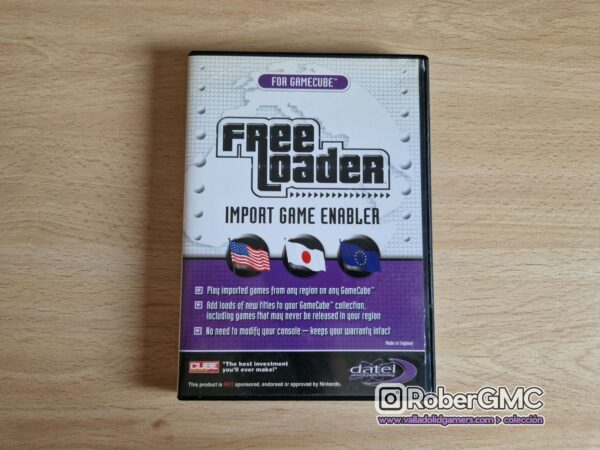 FOR GAMECUBE™
FREE
LOADER
IMPORT GAME ENABLER
Play imported games from any region on any GameCube™
Add loads of new titles to your GameCube™ collection,
including games that may never be released in your region
No need to modify your console – keeps your warranty intact
Made in England
CUBE
"The best investment
you'll ever make!"
datel
This product is NOT sponsored, endorsed or approved by Nintendo.
RoberGMC
www.valladolidgamers.com > colección